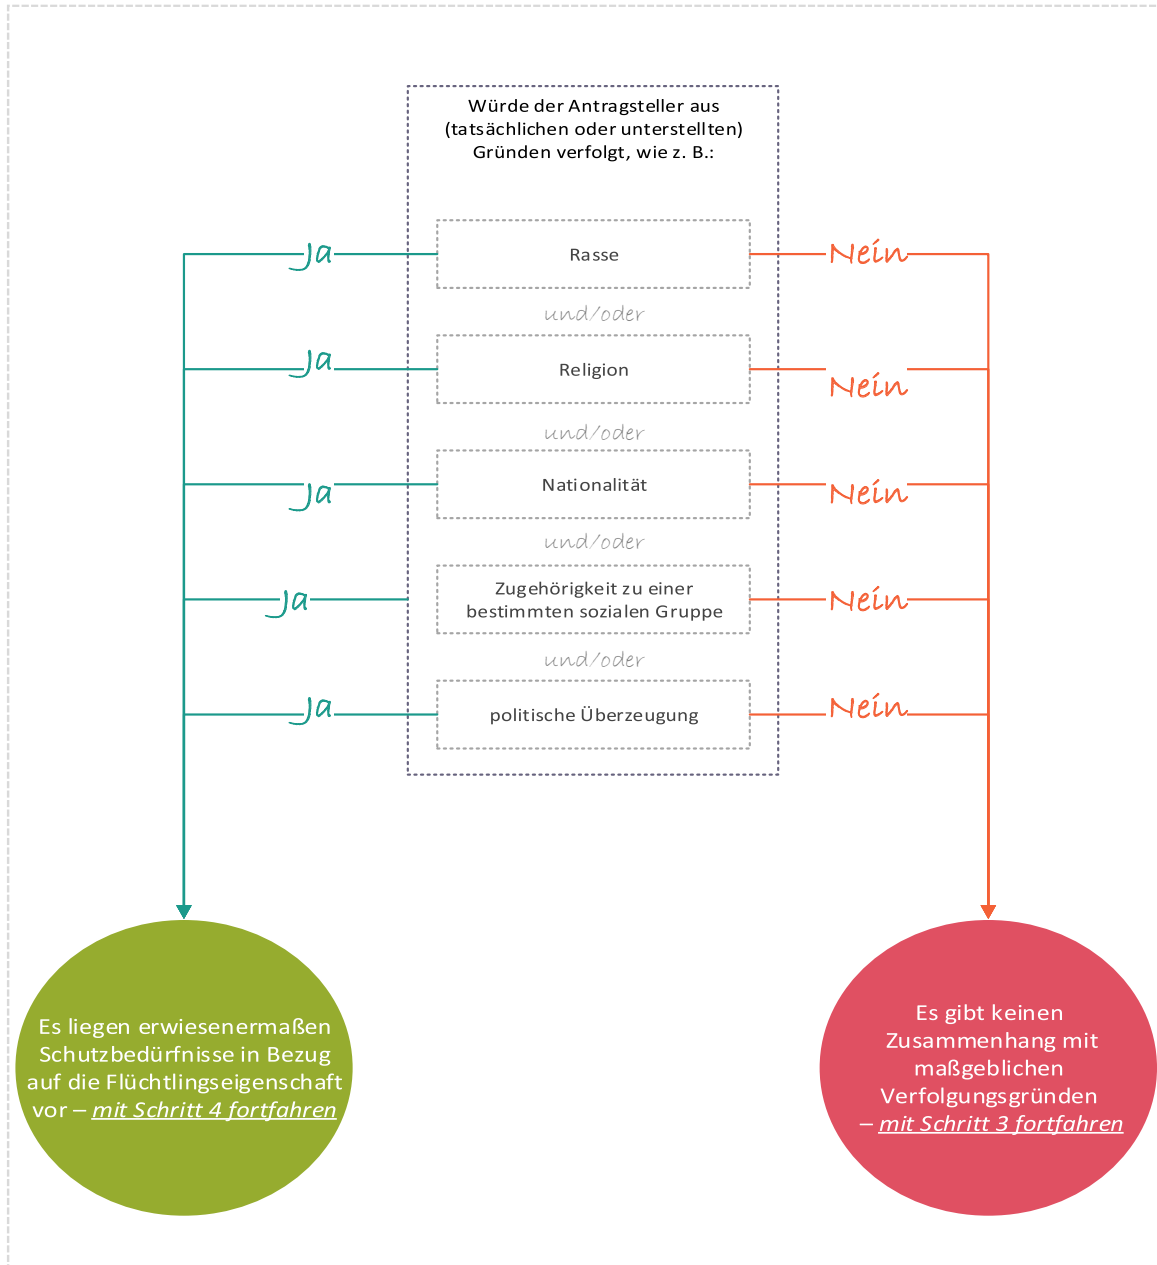 Würde der Antragsteller aus
(tatsächlichen oder unterstellten)
Gründen verfolgt, wie z. B.:
Ja
Rasse
Nein
und/oder
Ja
Religion
Nein
und/oder
Ja
Nationalität
Nein
und/oder
Ja
Zugehörigkeit zu einer
bestimmten sozialen Gruppe
Nein
und/oder
Ja
politische Überzeugung
Nein
Es liegen erwiesenermaßen
Schutzbedürfnisse in Bezug
auf die Flüchtlingseigenschaft
vor – mit Schritt 4 fortfahren
Es gibt keinen
Zusammenhang mit
maßgeblichen
Verfolgungsgründen
– mit Schritt 3 fortfahren